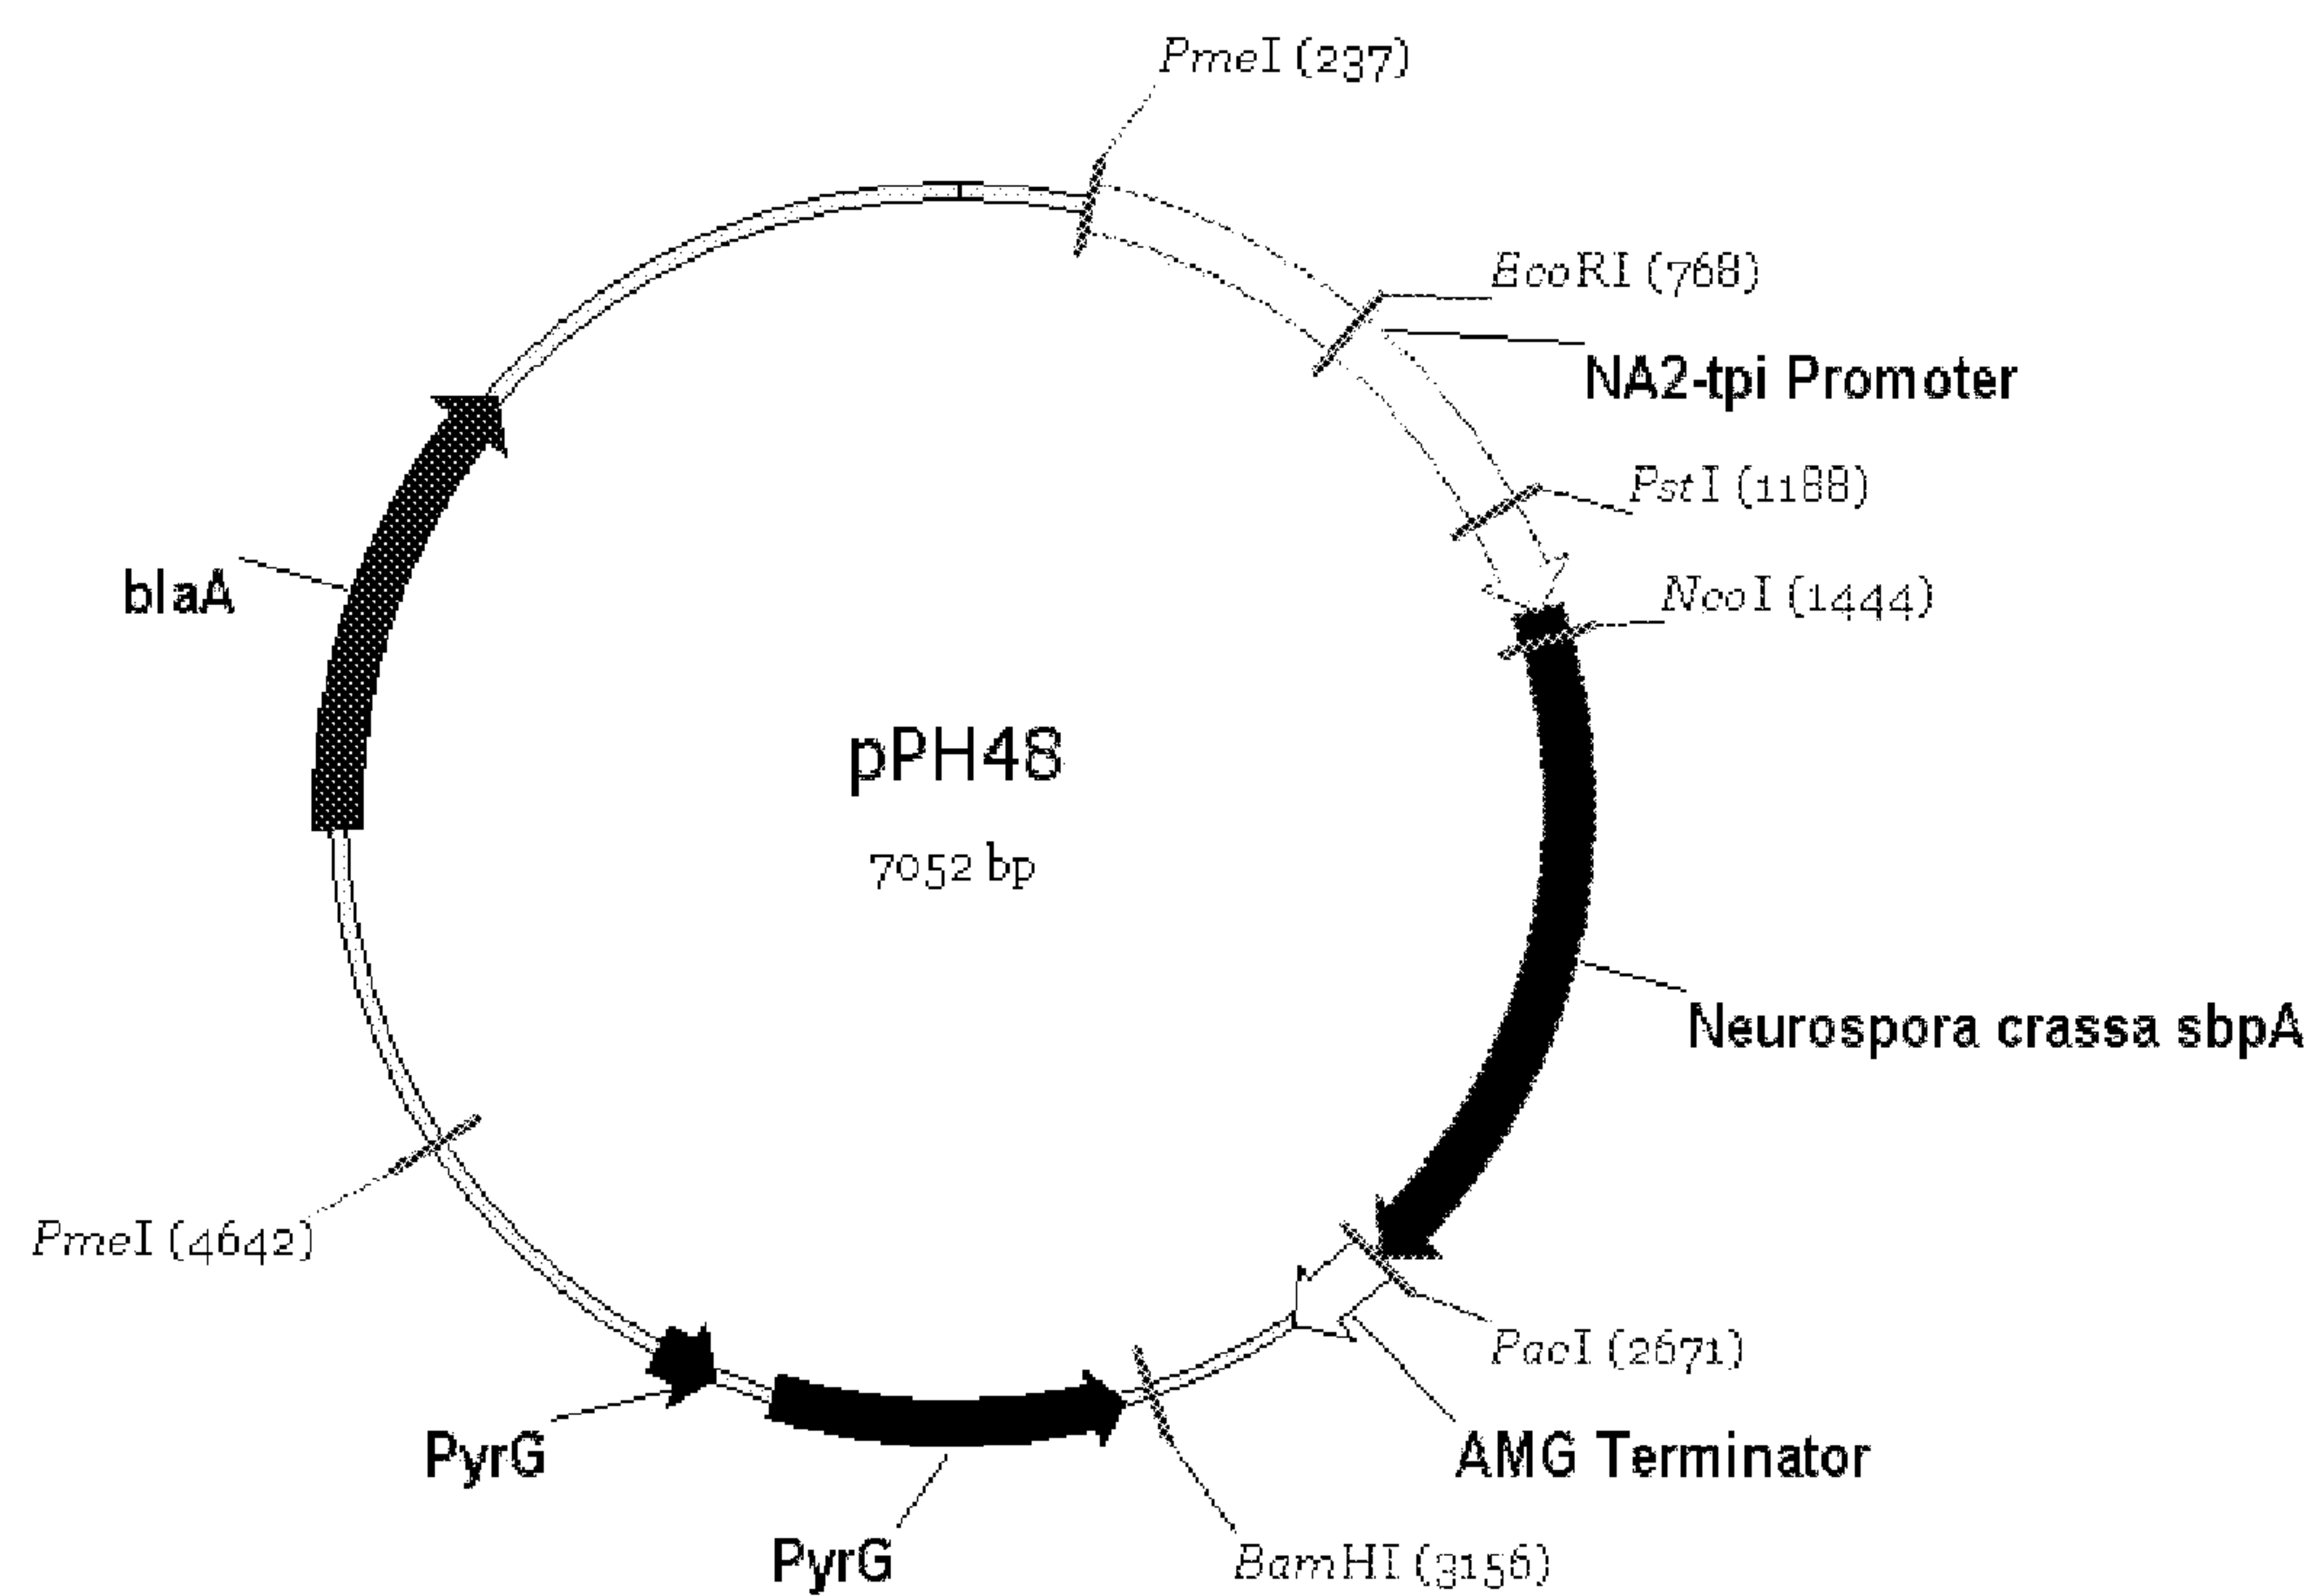 PmeI (237)
EcoRI (768)
NA2-tpi Promoter
PstI (1188)
blaA
NcoI (1444)
pPH48
7052 bp
Neurospora crassa sbpA
PmeI (4642)
PacI (2671)
PyrG
AMG Terminator
PyrG
BamHI (3156)